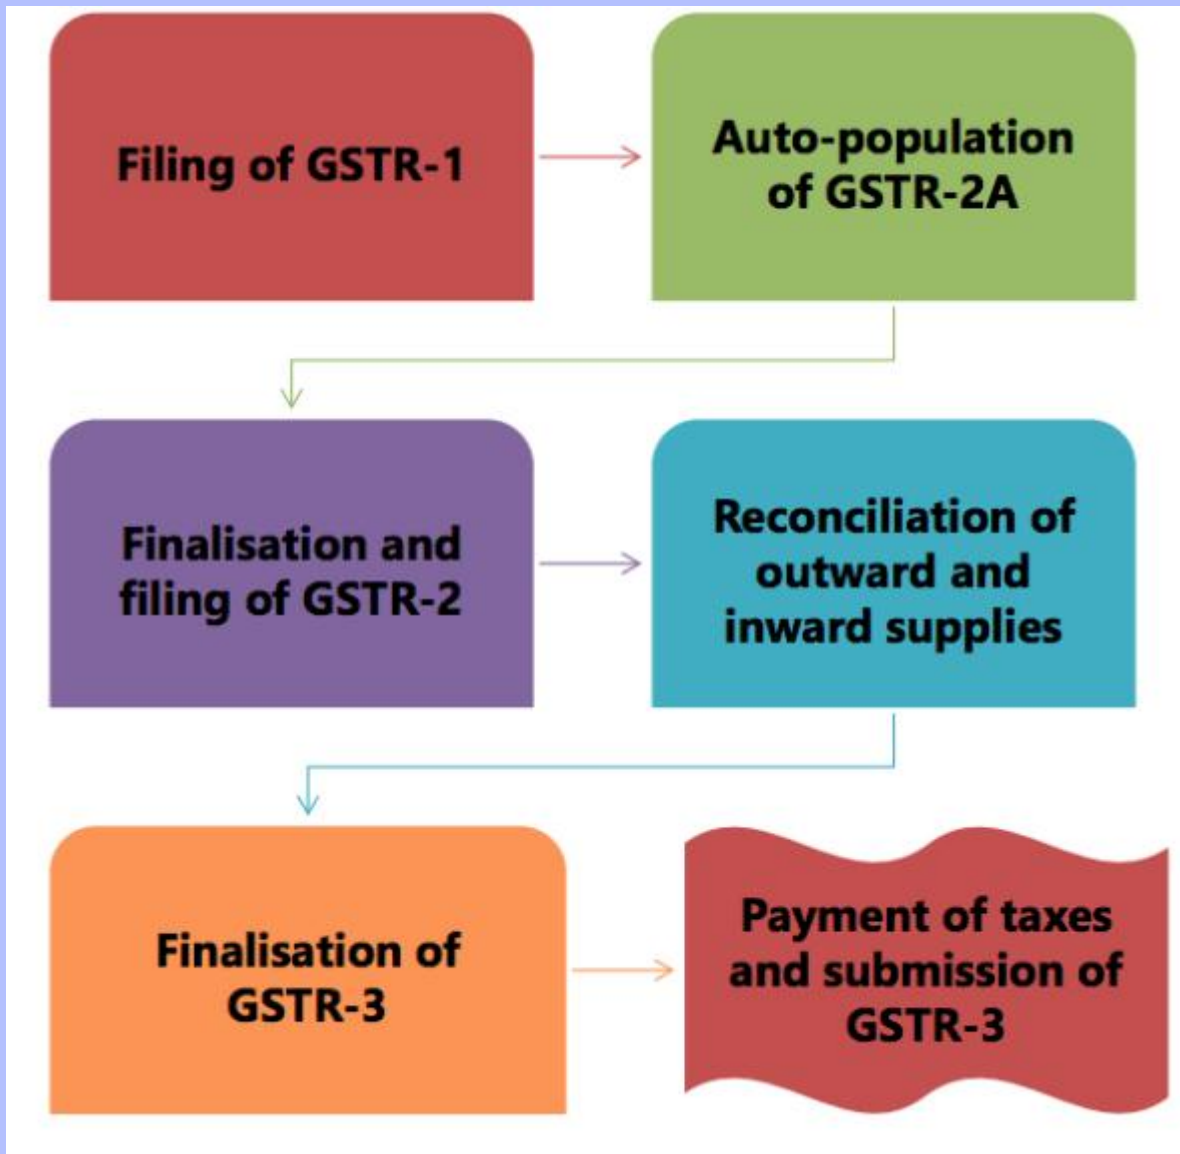 Filing of GSTR-1
Auto-population
of GSTR-2A
Finalisation and
filing of GSTR-2
Reconciliation of
outward and
inward supplies
Finalisation of
GSTR-3
Payment of taxes
and submission of
GSTR-3